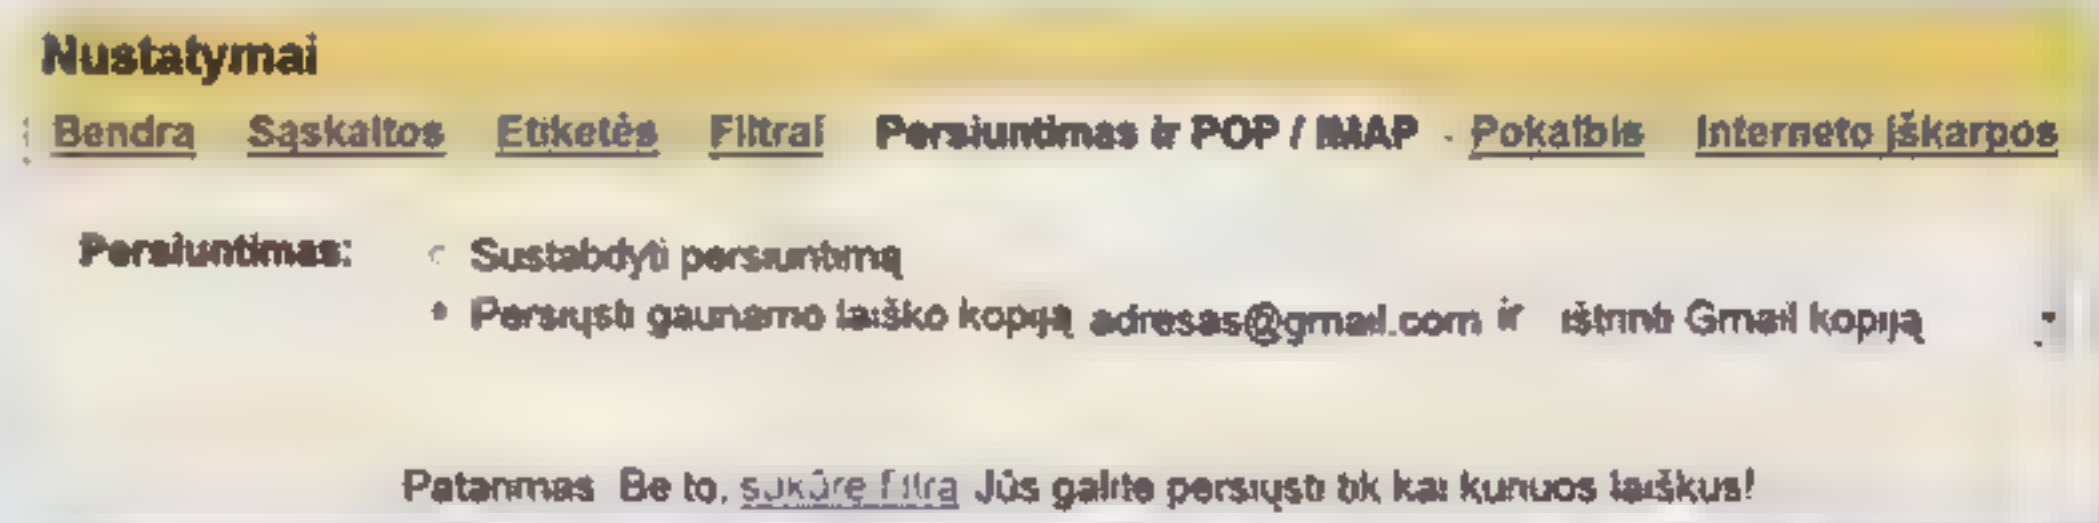 Nustatymai
Bendra Sąskaitos Etiketės Filtrai Persiuntimas ir POP / IMAP Pokalbis Interneto iškarpos
Persiuntimas: Sustabdyti persiuntimą
Persiųsti gaunamo laiško kopiją adresas@gmail.com ir ištrinti Gmail kopiją
Patarimas Be to, sukūrę filtrą Jūs galite persiųsti tik kai kuriuos laiškus!